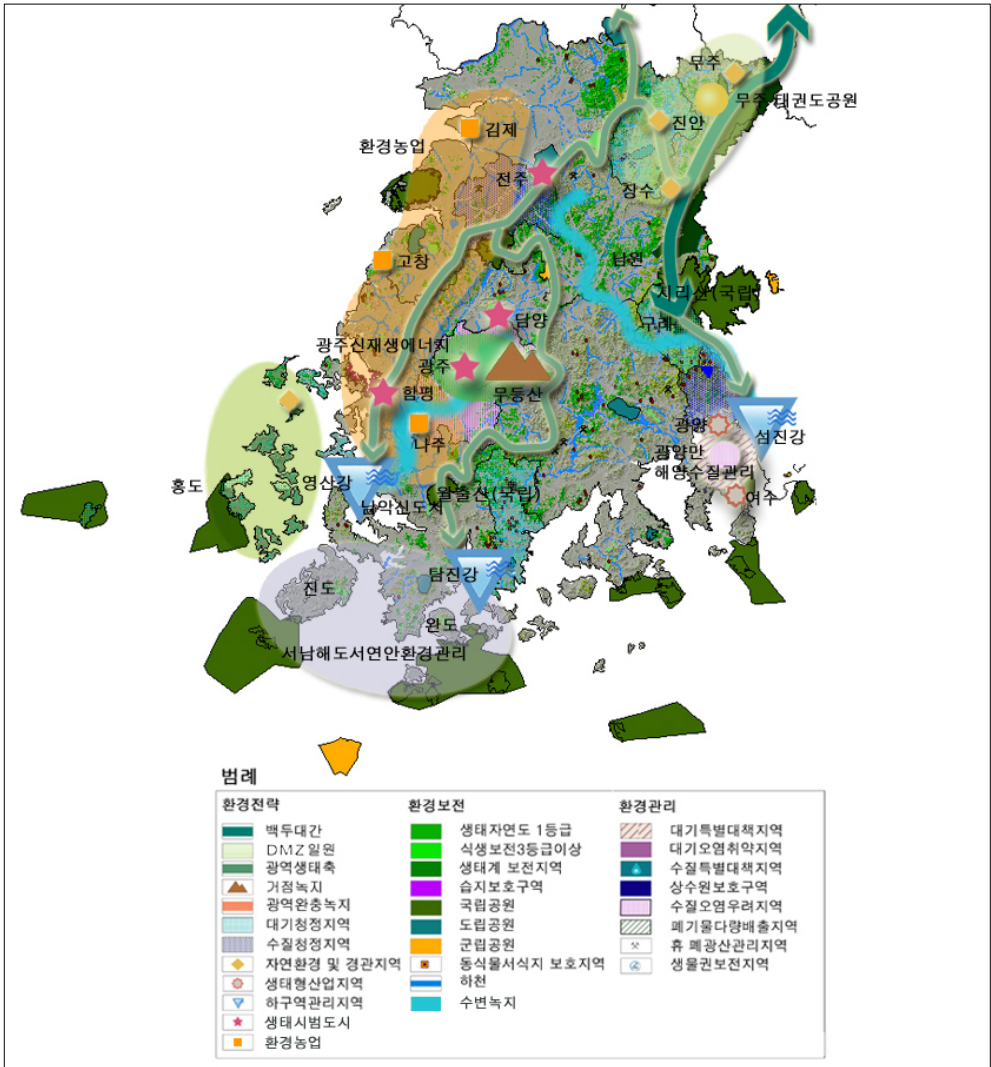 무주
무주 태권도공원
진안
김제
환경농업
전주
장수
고창
남원
지리산(국립)
구례
담양
광주신재생에너지
광주
함평
무등산
나주
광양
섬진강
광양만
해양수질관리
여수
홍도
영산강
월출산(국립)
남악신도시
탐진강
진도
완도
서남해도서연안환경관리
범례
환경전략
백두대간
DMZ일원
광역생태축
거점녹지
광역완충녹지
대기청정지역
수질청정지역
자연환경 및 경관지역
생태형산업지역
하구역관리지역
생태시범도시
환경농업
환경보전
생태자연도 1등급
식생보전3등급이상
생태계 보전지역
습지보호구역
국립공원
도립공원
군립공원
동식물서식지 보호지역
하천
수변녹지
환경관리
대기특별대책지역
대기오염취약지역
수질특별대책지역
상수원보호구역
수질오염우려지역
폐기물다량배출지역
휴 폐광산관리지역
생물권보전지역